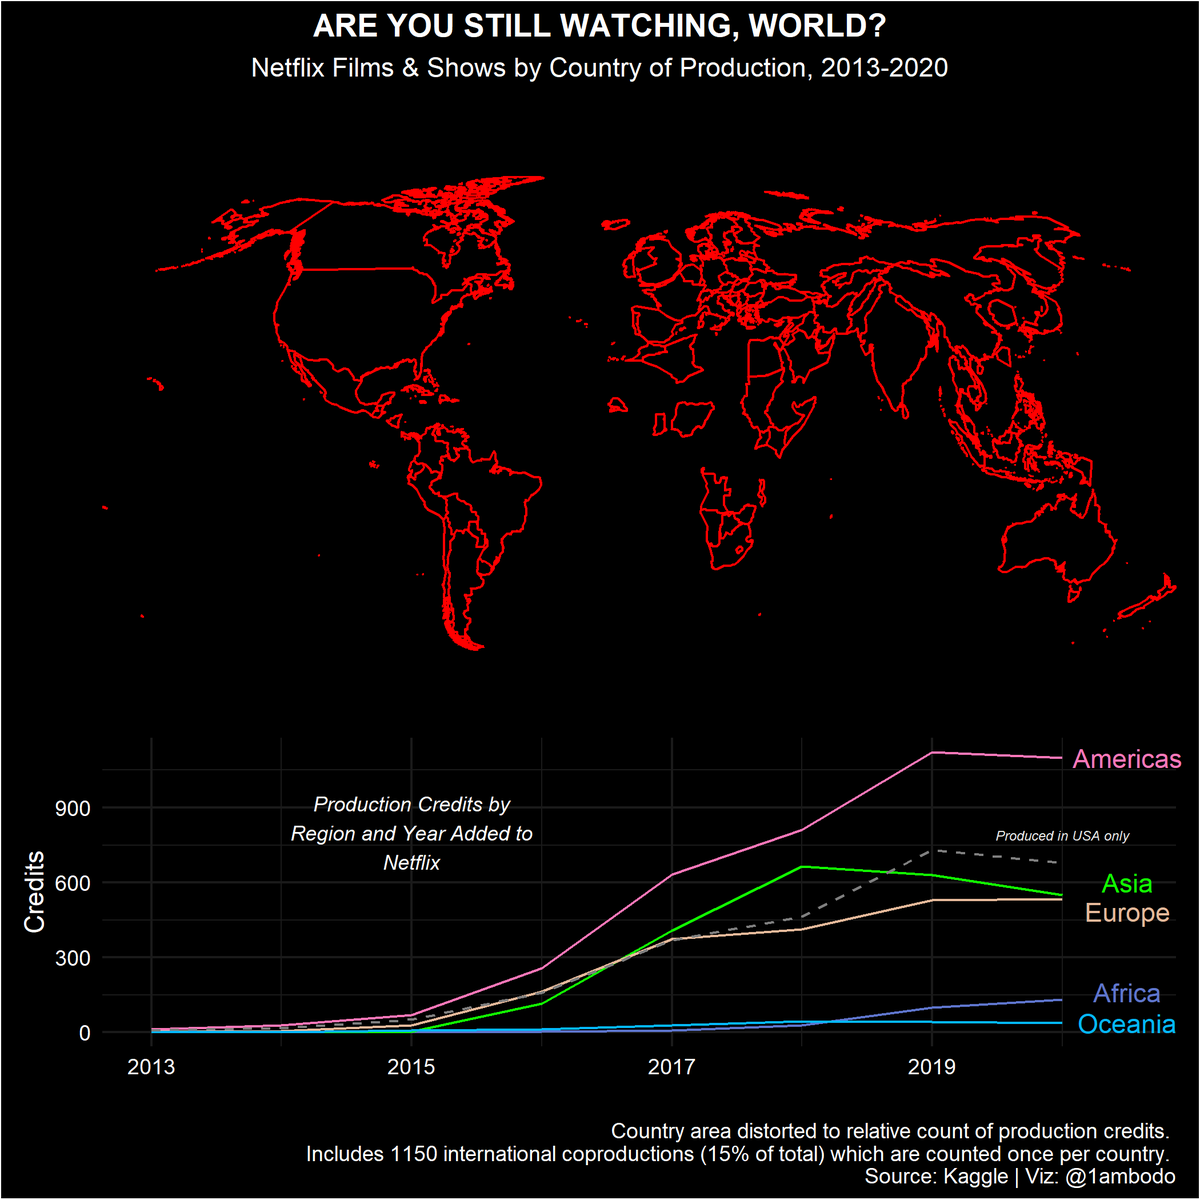 ARE YOU STILL WATCHING, WORLD?
Netflix Films & Shows by Country of Production, 2013-2020
Americas
900
Production Credits by
Region and Year Added to
Netflix
Produced in USA only
Credits
600
Asia
Europe
300
Africa
0
Oceania
2013
2015
2017
2019
Country area distorted to relative count of production credits.
Includes 1150 international coproductions (15% of total) which are counted once per country.
Source: Kaggle | Viz: @1ambodo